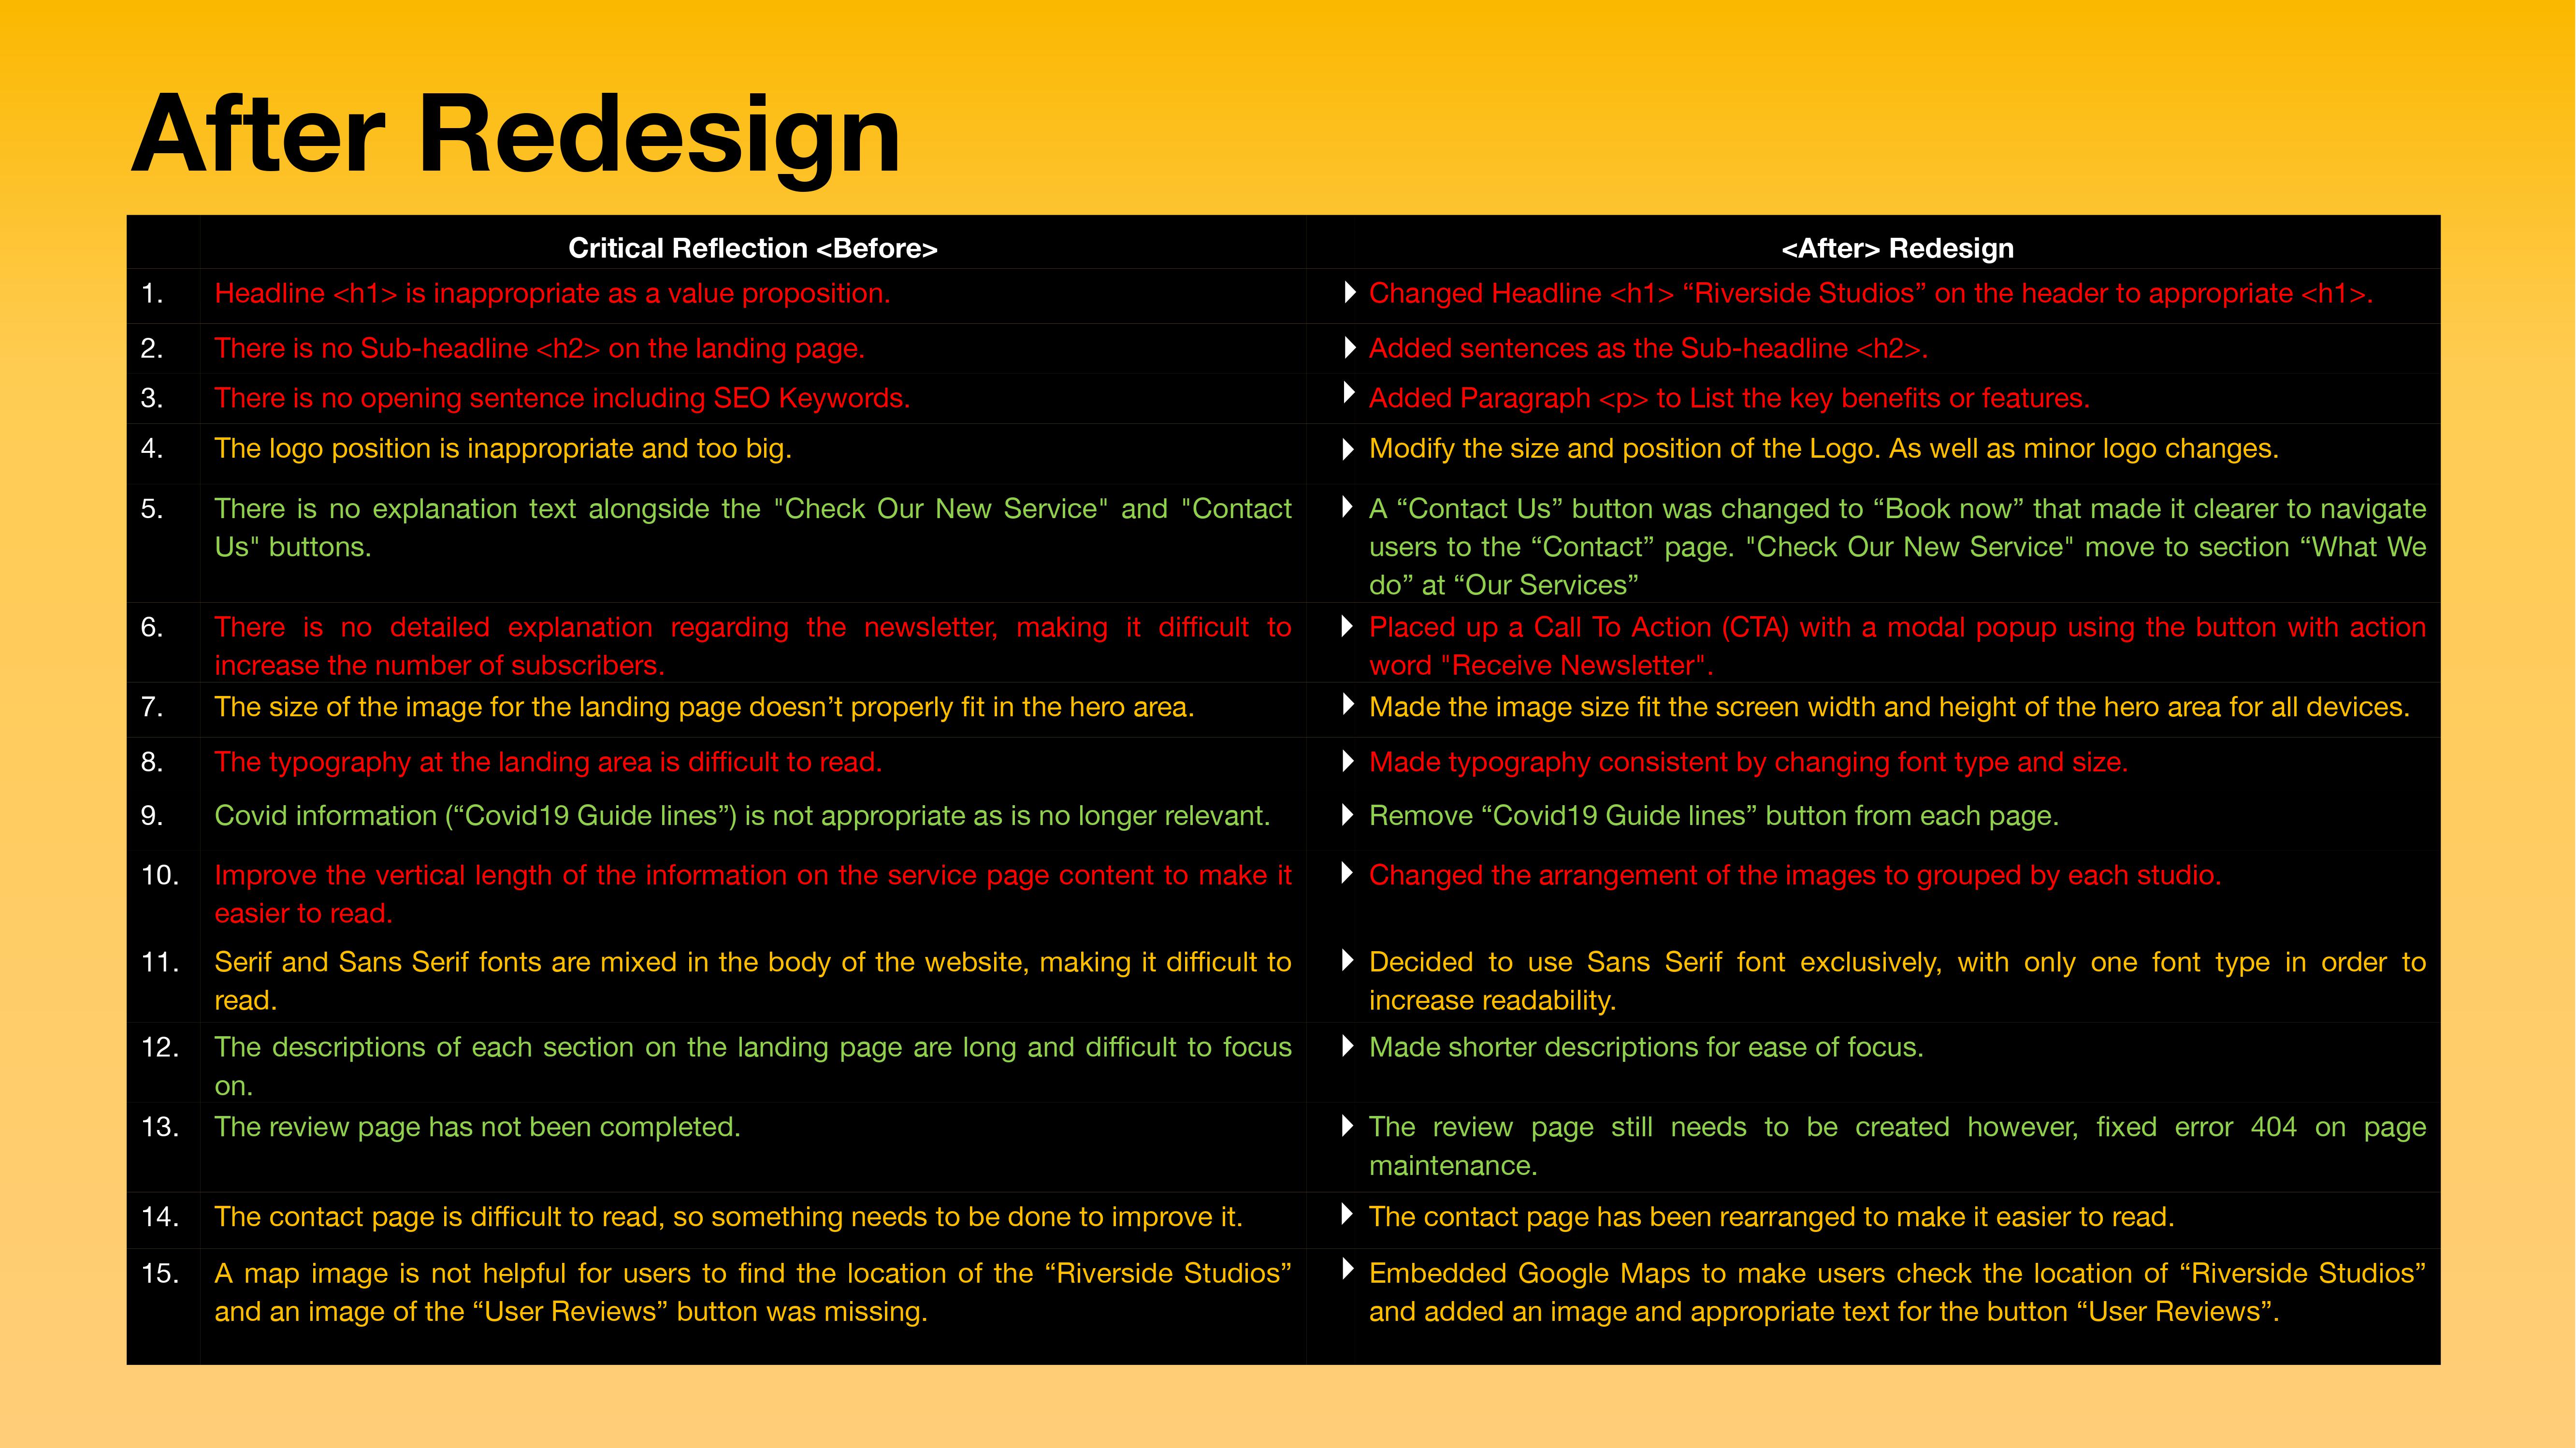 After Redesign
Critical Reflection <Before>
<After> Redesign
1. Headline <h1> is inappropriate as a value proposition.
Changed Headline <h1> “Riverside Studios” on the header to appropriate <h1>.
2. There is no Sub-headline <h2> on the landing page.
Added sentences as the Sub-headline <h2>.
3. There is no opening sentence including SEO Keywords.
Added Paragraph <p> to List the key benefits or features.
4. The logo position is inappropriate and too big.
Modify the size and position of the Logo. As well as minor logo changes.
5. There is no explanation text alongside the "Check Our New Service" and "Contact
Us" buttons.
A “Contact Us” button was changed to “Book now” that made it clearer to navigate
users to the “Contact” page. "Check Our New Service" move to section “What We
do” at “Our Services”
6. There is no detailed explanation regarding the newsletter, making it difficult to
increase the number of subscribers.
Placed up a Call To Action (CTA) with a modal popup using the button with action
word "Receive Newsletter".
7. The size of the image for the landing page doesn’t properly fit in the hero area.
Made the image size fit the screen width and height of the hero area for all devices.
8. The typography at the landing area is difficult to read.
Made typography consistent by changing font type and size.
9. Covid information (“Covid19 Guide lines”) is not appropriate as is no longer relevant.
Remove “Covid19 Guide lines” button from each page.
10. Improve the vertical length of the information on the service page content to make it
easier to read.
Changed the arrangement of the images to grouped by each studio.
11. Serif and Sans Serif fonts are mixed in the body of the website, making it difficult to
read.
Decided to use Sans Serif font exclusively, with only one font type in order to
increase readability.
12. The descriptions of each section on the landing page are long and difficult to focus
on.
Made shorter descriptions for ease of focus.
13. The review page has not been completed.
The review page still needs to be created however, fixed error 404 on page
maintenance.
14. The contact page is difficult to read, so something needs to be done to improve it.
The contact page has been rearranged to make it easier to read.
15. A map image is not helpful for users to find the location of the “Riverside Studios”
and an image of the “User Reviews” button was missing.
Embedded Google Maps to make users check the location of “Riverside Studios”
and added an image and appropriate text for the button “User Reviews”.